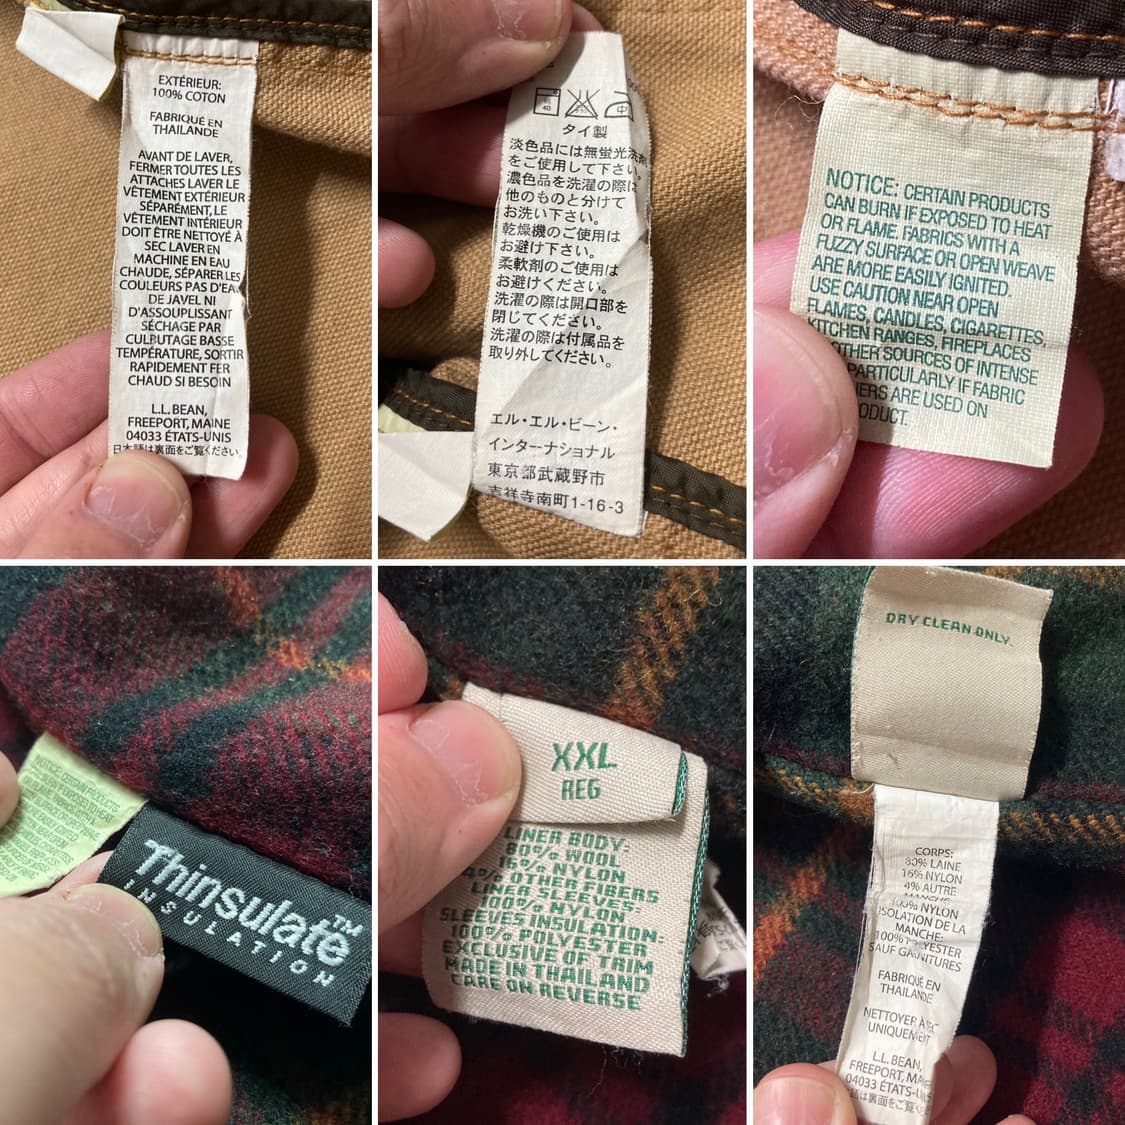 EXTÉRIEUR:
100% COTON
FABRIQUÉ EN
THAILANDE
AVANT DE LAVER,
FERMER TOUTES LES
ATTACHES LAVER LE
VÊTEMENT EXTÉRIEUR
SÉPARÉMENT, LE
VÊTEMENT INTÉRIEUR
DOIT ÊTRE NETTOYÉ À
SEC LAVER EN
MACHINE EN EAU
CHAUDE, SÉPARER LES
COULEURS PAS D'EAU
DE JAVEL NI
D'ASSOUPLISSANT
SÉCHAGE PAR
CULBUTAGE BASSE
TEMPÉRATURE, SORTIR
RAPIDEMENT FER
CHAUD SI BESOIN
L.L. BEAN,
FREEPORT, MAINE
04033 ÉTATS-UNIS
日本語は裏面をご覧ください。
40
中
タイ製
淡色品には無蛍光洗剤
をご使用して下さい。
濃色品を洗濯の際は
他のものと分けて
お洗い下さい。
乾燥機のご使用は
お避け下さい。
柔軟剤のご使用は
お避けください。
洗濯の際は開口部を
閉じてください。
洗濯の際は付属品を
取り外してください。
エル・エル・ビーン・
インターナショナル
東京都武蔵野市
吉祥寺南町1-16-3
NOTICE: CERTAIN PRODUCTS
CAN BURN IF EXPOSED TO HEAT
OR FLAME. FABRICS WITH A
FUZZY SURFACE OR OPEN WEAVE
ARE MORE EASILY IGNITED.
USE CAUTION NEAR OPEN
FLAMES, CANDLES, CIGARETTES,
KITCHEN RANGES, FIREPLACES
OTHER SOURCES OF INTENSE
PARTICULARLY IF FABRIC
ARE USED ON
NOTICE: CERTAIN PRODUCTS
Thinsulate™
INSULATION
XXL
REG
LINER BODY:
80% WOOL
16% NYLON
4% OTHER FIBERS
LINER SLEEVES:
100% NYLON
SLEEVES INSULATION:
100% POLYESTER
EXCLUSIVE OF TRIM
MADE IN THAILAND
CARE ON REVERSE
DRY CLEAN ONLY.
CORPS:
80% LAINE
16% NYLON
4% AUTRE
100% NYLON
ISOLATION DE LA
MANCHE:
100% POLYESTER
SAUF GARNITURES
FABRIQUÉ EN
THAILANDE
NETTOYER À SEC
UNIQUEMENT
L.L. BEAN,
FREEPORT, MAINE
04033 ÉTATS-UNIS
は裏面をご覧く